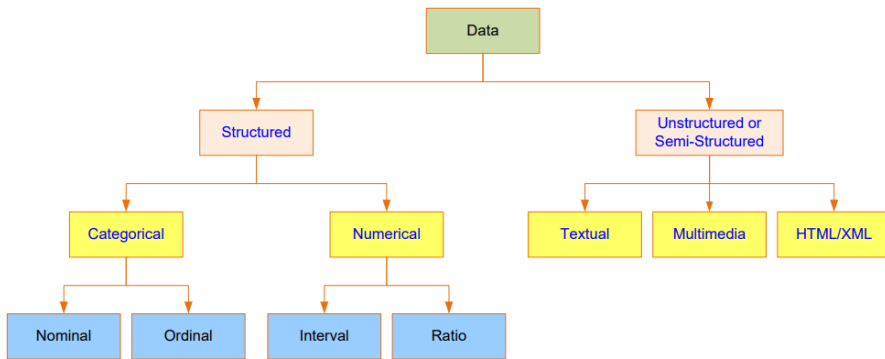 Data
Structured
Unstructured or
Semi-Structured
Categorical
Numerical
Textual
Multimedia
HTML/XML
Nominal
Ordinal
Interval
Ratio